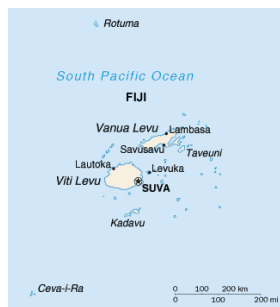 Rotuma
South Pacific Ocean
FIJI
Vanua Levu
Lambasa
Savusavu
Taveuni
Lautoka
Levuka
Viti Levu
SUVA
Kadavu
Ceva-i-Ra
0 100 200 km
0 100 200 mi